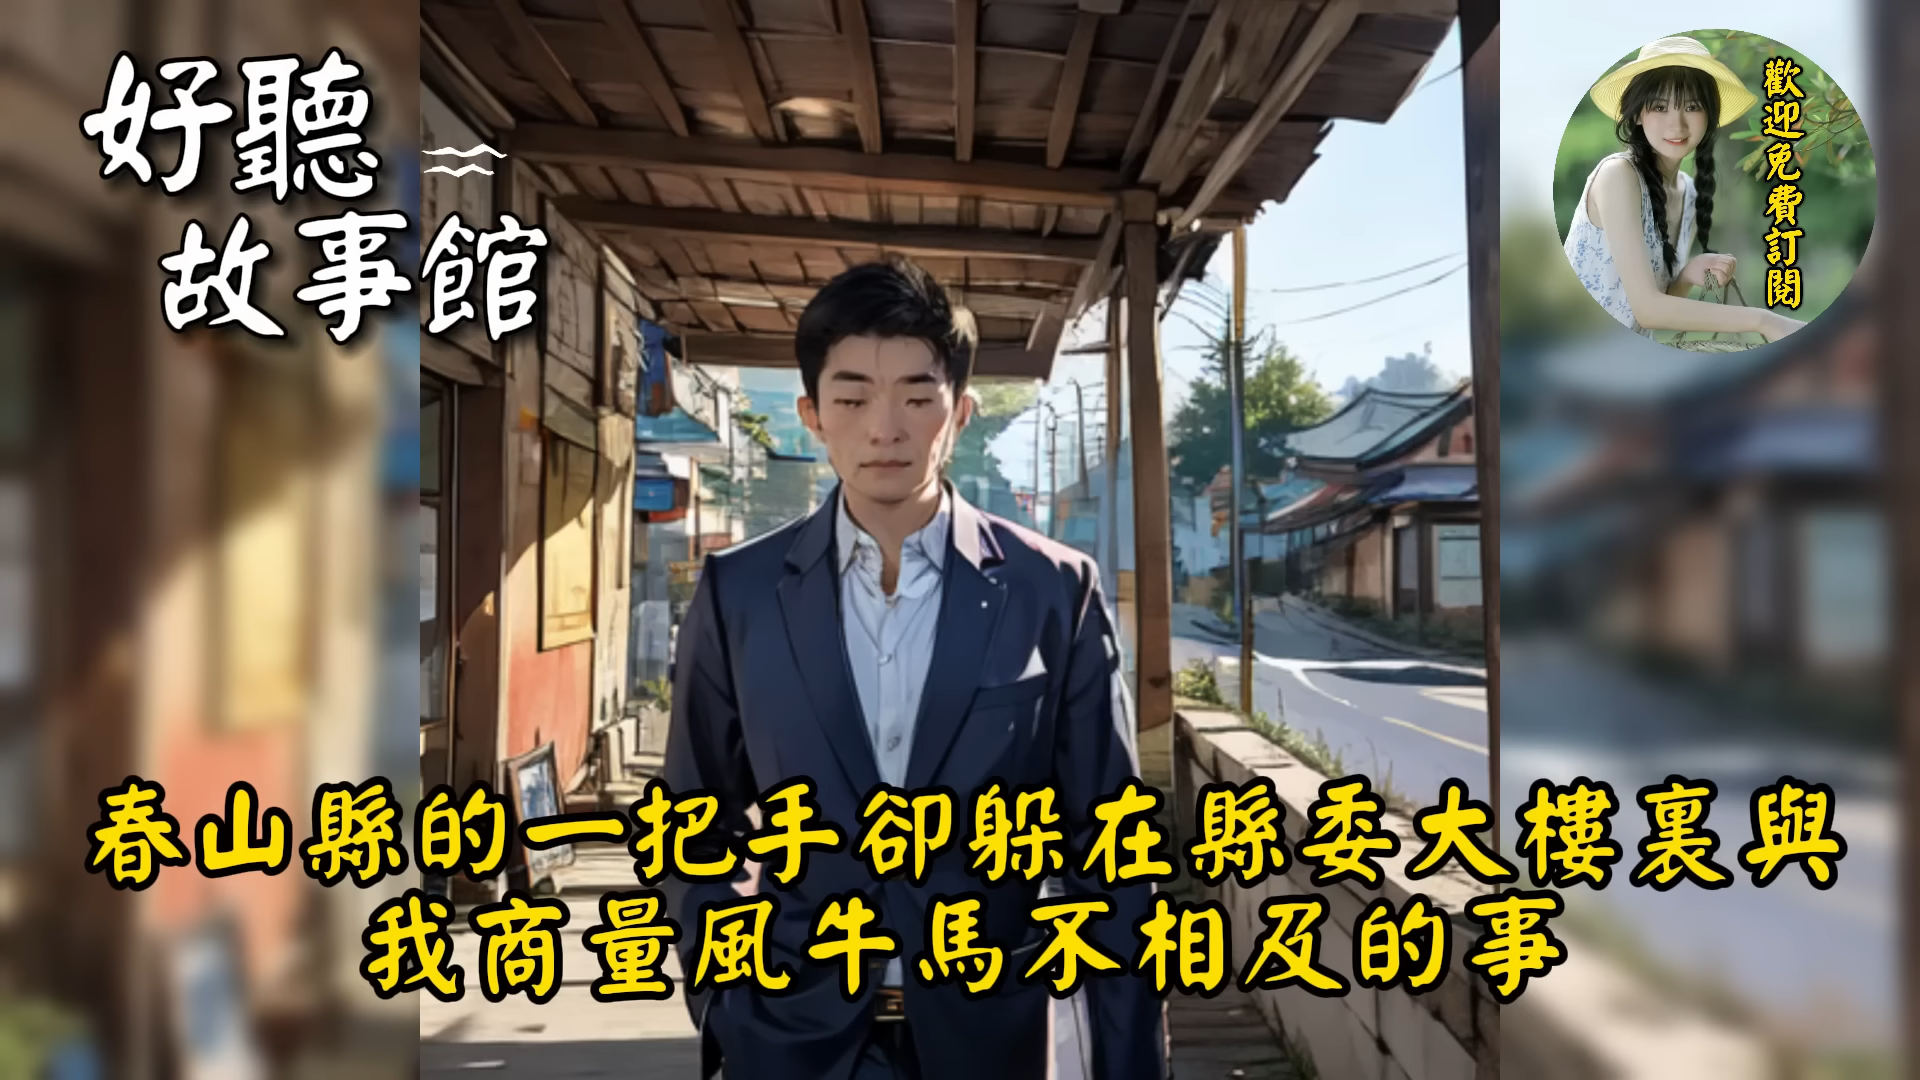 好聽
故事館
歡迎免費訂閱
春山縣的一把手卻躲在縣委大樓裏與
我商量風牛馬不相及的事